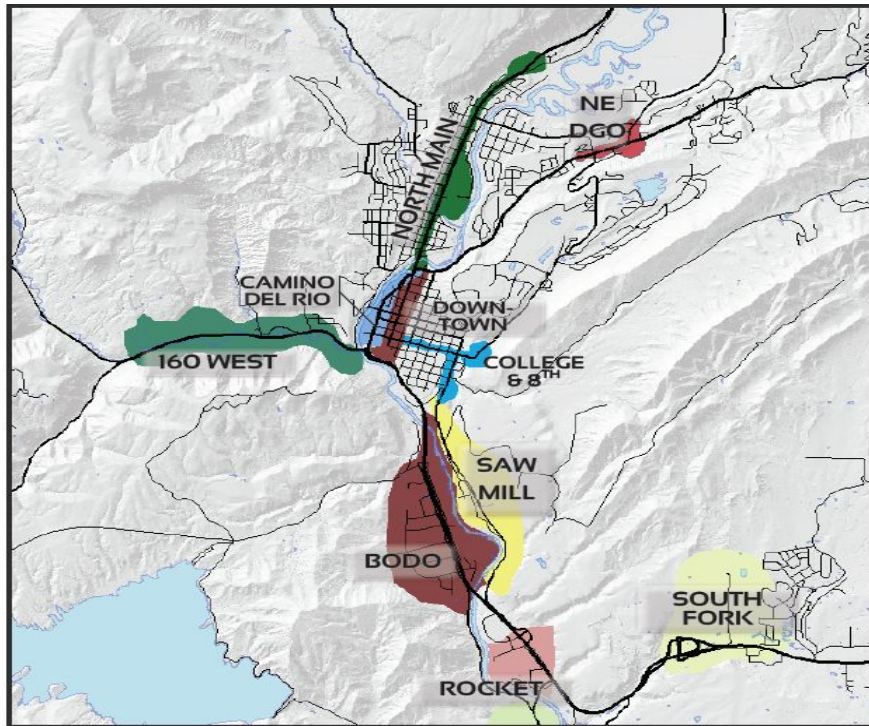 NE
DGO
NORTH MAIN
CAMINO
DEL RIO
DOWN-
TOWN
160 WEST
COLLEGE
& 8TH
SAW
MILL
BODO
SOUTH
FORK
ROCKET